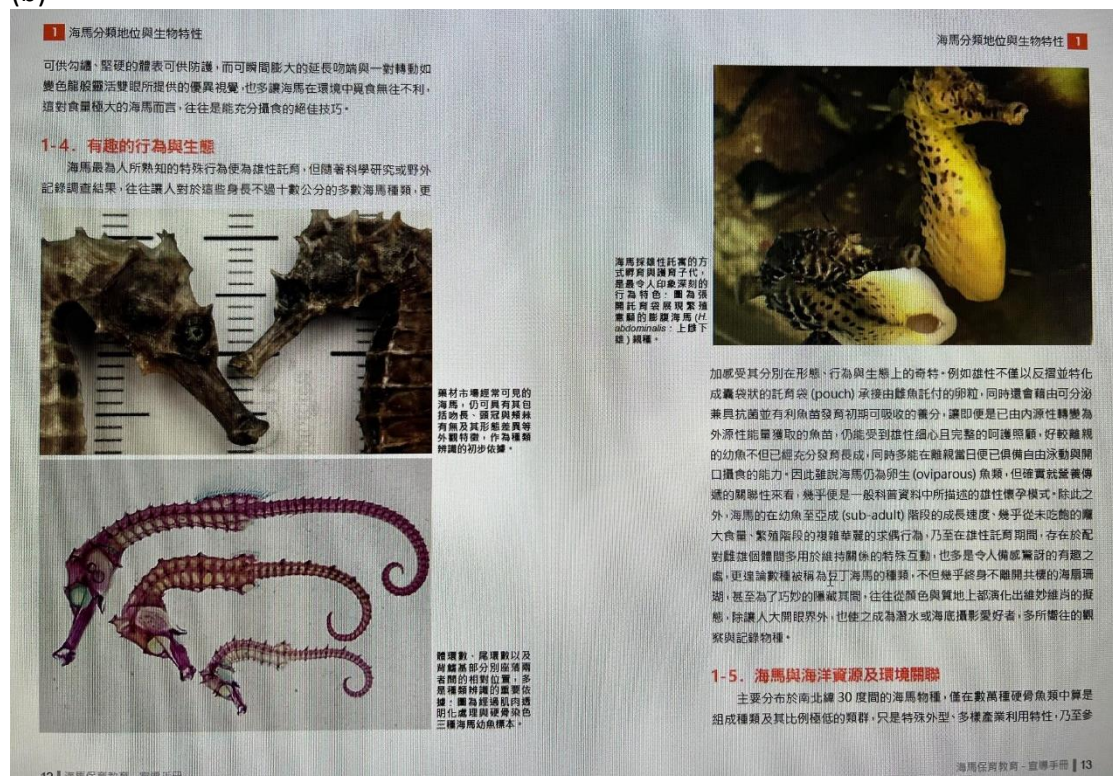 (b)
1 海馬分類地位與生物特性
可供勾纏、堅硬的體表可供防護，而可瞬間膨大的延長吻端與一對轉動如
變色龍般靈活雙眼所提供的優異視覺，也多讓海馬在環境中覓食無往不利，
這對食量極大的海馬而言，往往是能充分攝食的絕佳技巧。
1-4. 有趣的行為與生態
海馬最為人所熟知的特殊行為便為雄性託育，但隨著科學研究或野外
記錄調查結果，往往讓人對於這些身長不過十數公分的多數海馬種類，更
藥材市場經常可見的
海馬，仍可具有其包
括吻長、頭冠與頰棘
有無及其形態差異等
外觀特徵，作為種類
辨識的初步依據。
體環數、尾環數以及
背鰭基部分別座落兩
者間的相對位置，多
是種類辨識的重要依
據；圖為經過肌肉透
明化處理與硬骨染色
三種海馬幼魚標本。
12 海馬保育教育 - 宣導手冊
海馬分類地位與生物特性 1
海馬採雄性託寓的方
式孵育與護育子代，
是最令人印象深刻的
行為特色；圖為張
開託育袋展現繁殖
意願的膨腹海馬 (H.
abdominalis；上雌下
雄) 親種。
加感受其分別在形態、行為與生態上的奇特。例如雄性不僅以反摺並特化
成囊袋狀的託育袋 (pouch) 承接由雌魚託付的卵粒，同時還會藉由可分泌
兼具抗菌並有利魚苗發育初期可吸收的養分，讓即便是已由內源性轉變為
外源性能量獲取的魚苗，仍能受到雄性細心且完整的呵護照顧，好較離親
的幼魚不但已經充分發育長成，同時多能在離親當日便已俱備自由泳動與開
口攝食的能力。因此雖說海馬仍為卵生 (oviparous) 魚類，但確實就營養傳
遞的關聯性來看，幾乎便是一般科普資料中所描述的雄性懷孕模式。除此之
外，海馬的在幼魚至亞成 (sub-adult) 階段的成長速度、幾乎從未吃飽的龐
大食量、繁殖階段的複雜華麗的求偶行為，乃至在雄性託育期間，存在於配
對雌雄個體間多用於維持關係的特殊互動，也多是令人備感驚訝的有趣之
處，更遑論數種被稱為豆丁海馬的種類，不但幾乎終身不離開共棲的海扇珊
瑚，甚至為了巧妙的隱藏其間，往往從顏色與質地上都演化出維妙維肖的擬
態，除讓人大開眼界外，也使之成為潛水或海底攝影愛好者，多所嚮往的觀
察與記錄物種。
1-5. 海馬與海洋資源及環境關聯
主要分布於南北緯 30 度間的海馬物種，僅在數萬種硬骨魚類中算是
組成種類及其比例極低的類群，只是特殊外型、多樣產業利用特性，乃至參
海馬保育教育 - 宣導手冊 13